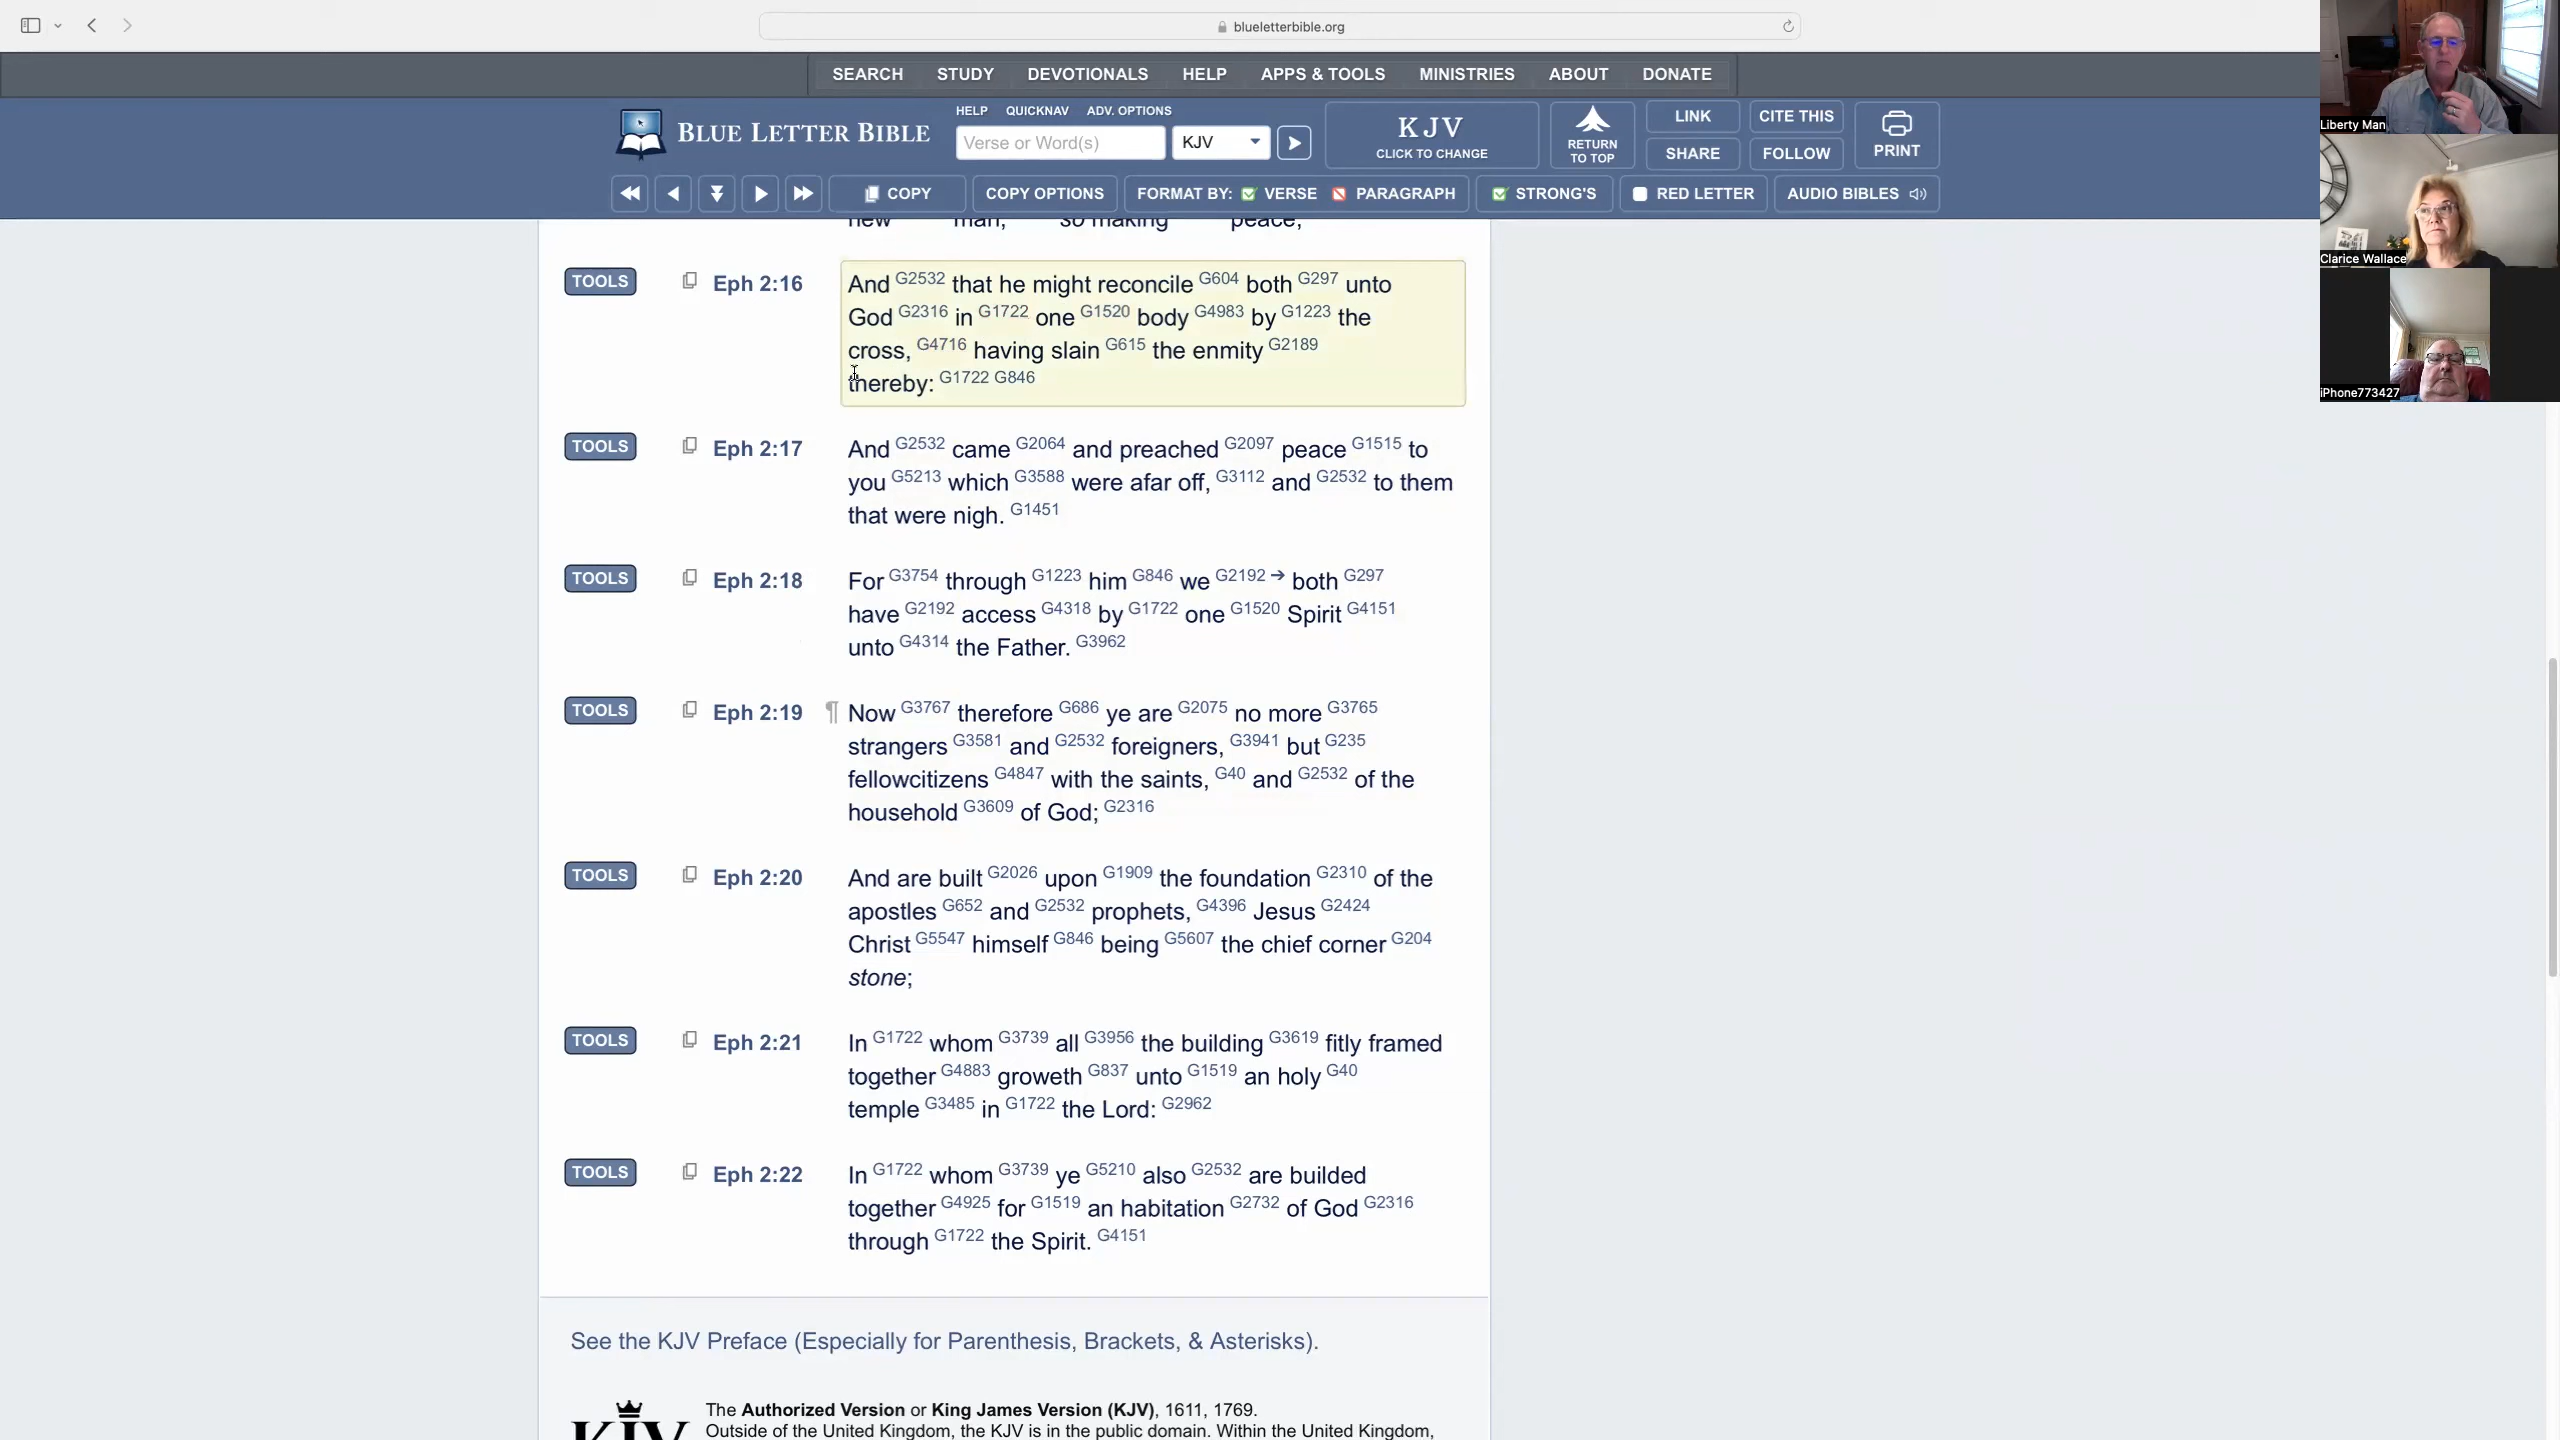 blueletterbible.org
SEARCH STUDY DEVOTIONALS HELP APPS & TOOLS MINISTRIES ABOUT DONATE
BLUE LETTER BIBLE
HELP QUICKNAV ADV. OPTIONS
Verse or Word(s) KJV
KJV
CLICK TO CHANGE
RETURN
TO TOP
LINK CITE THIS
SHARE FOLLOW
PRINT
COPY COPY OPTIONS FORMAT BY: VERSE PARAGRAPH STRONG'S RED LETTER AUDIO BIBLES
new man, so making peace;
TOOLS Eph 2:16 And G2532 that he might reconcile G604 both G297 unto
God G2316 in G1722 one G1520 body G4983 by G1223 the
cross, G4716 having slain G615 the enmity G2189
thereby: G1722 G846
TOOLS Eph 2:17 And G2532 came G2064 and preached G2097 peace G1515 to
you G5213 which G3588 were afar off, G3112 and G2532 to them
that were nigh. G1451
TOOLS Eph 2:18 For G3754 through G1223 him G846 we G2192 → both G297
have G2192 access G4318 by G1722 one G1520 Spirit G4151
unto G4314 the Father. G3962
TOOLS Eph 2:19 ¶ Now G3767 therefore G686 ye are G2075 no more G3765
strangers G3581 and G2532 foreigners, G3941 but G235
fellowcitizens G4847 with the saints, G40 and G2532 of the
household G3609 of God; G2316
TOOLS Eph 2:20 And are built G2026 upon G1909 the foundation G2310 of the
apostles G652 and G2532 prophets, G4396 Jesus G2424
Christ G5547 himself G846 being G5607 the chief corner G204
stone;
TOOLS Eph 2:21 In G1722 whom G3739 all G3956 the building G3619 fitly framed
together G4883 groweth G837 unto G1519 an holy G40
temple G3485 in G1722 the Lord: G2962
TOOLS Eph 2:22 In G1722 whom G3739 ye G5210 also G2532 are builded
together G4925 for G1519 an habitation G2732 of God G2316
through G1722 the Spirit. G4151
See the KJV Preface (Especially for Parenthesis, Brackets, & Asterisks).
KJV
The Authorized Version or King James Version (KJV), 1611, 1769.
Outside of the United Kingdom, the KJV is in the public domain. Within the United Kingdom,
Liberty Man
Clarice Wallace
iPhone773427